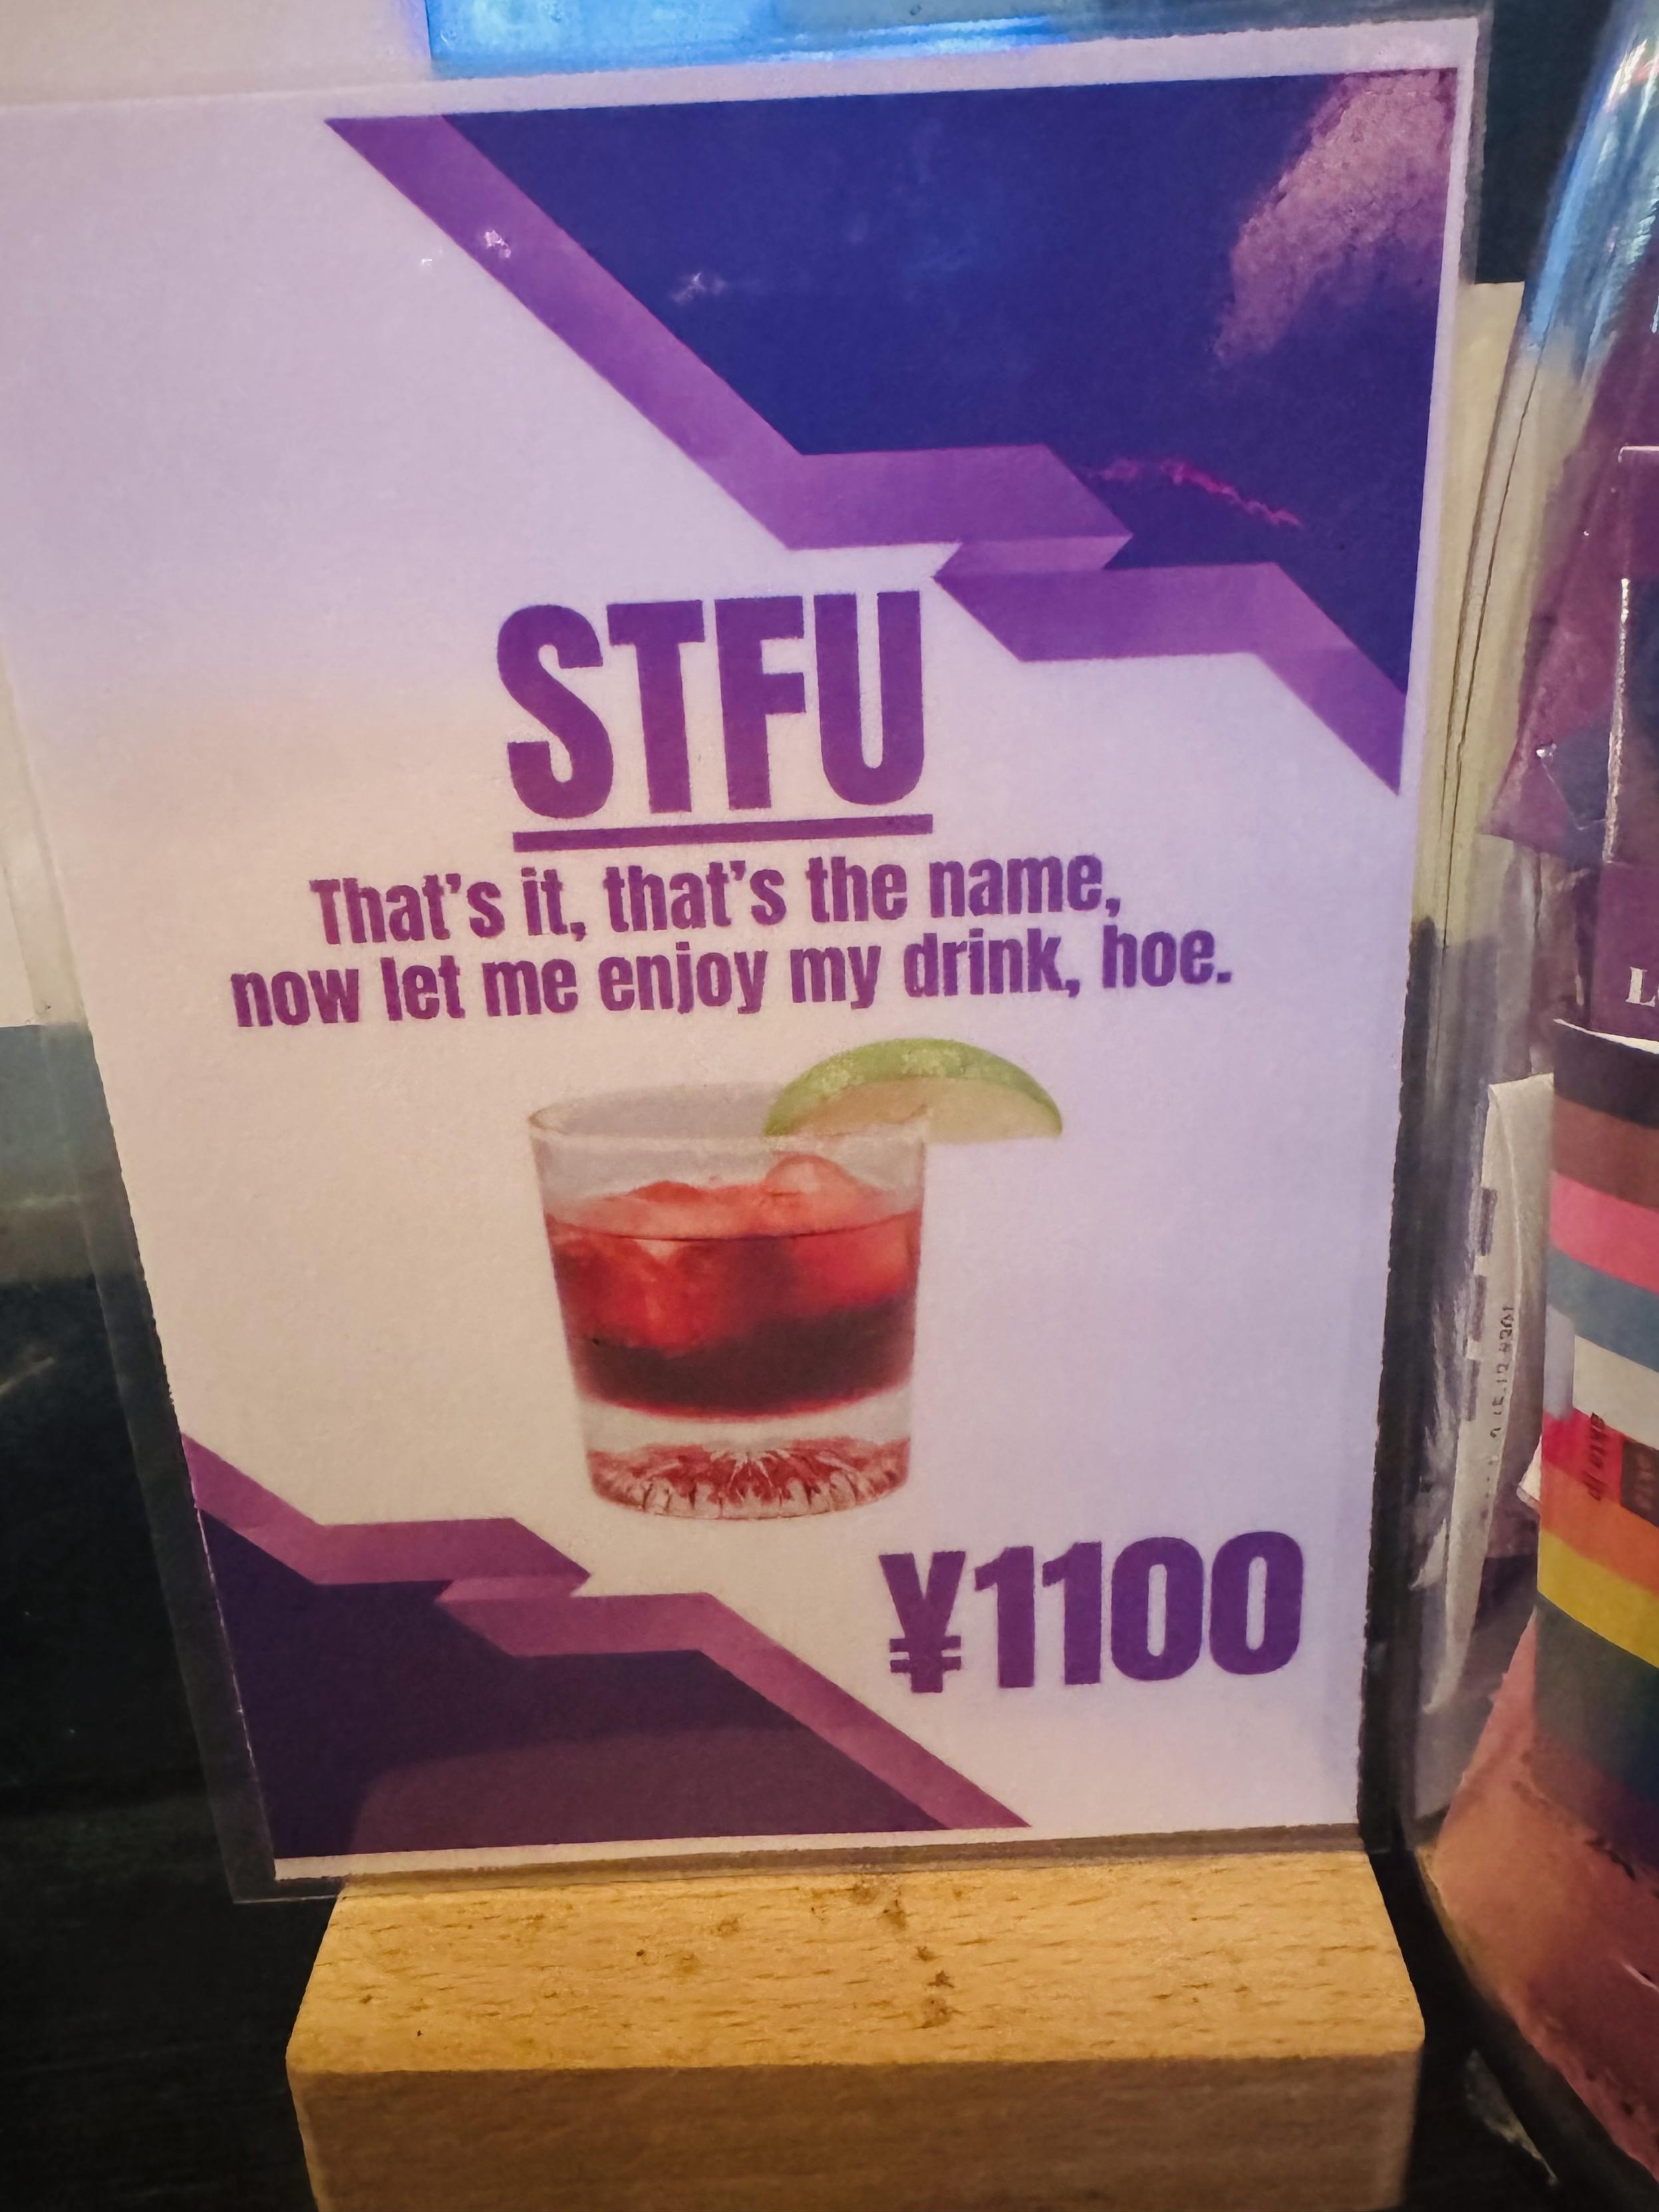 STFU
That's it, that's the name,
now let me enjoy my drink, hoe.
¥1100